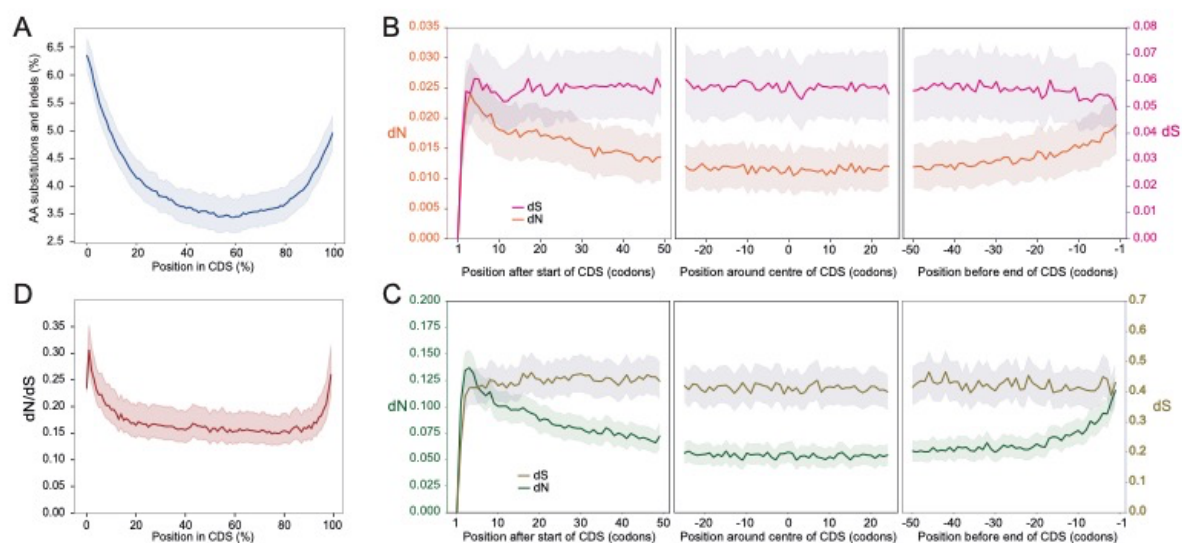 A
AA substitutions and indels (%)
6.5
6.0
5.5
5.0
4.5
4.0
3.5
3.0
2.5
0 20 40 60 80 100
Position in CDS (%)
B
dN
0.035
0.030
0.025
0.020
0.015
0.010
0.005
0.000
dS
dN
1 10 20 30 40 50
Position after start of CDS (codons)
-20 -10 0 10 20
Position around centre of CDS (codons)
-50 -40 -30 -20 -10 -1
Position before end of CDS (codons)
0.08
0.07
0.06
0.05
0.04
0.03
0.02
0.01
0.00
dS
D
dN/dS
0.35
0.30
0.25
0.20
0.15
0.10
0.05
0.00
0 20 40 60 80 100
Position in CDS (%)
C
dN
0.200
0.175
0.150
0.125
0.100
0.075
0.050
0.025
0.000
dS
dN
1 10 20 30 40 50
Position after start of CDS (codons)
-20 -10 0 10 20
Position around centre of CDS (codons)
-50 -40 -30 -20 -10 -1
Position before end of CDS (codons)
0.7
0.6
0.5
0.4
0.3
0.2
0.1
0.0
dS